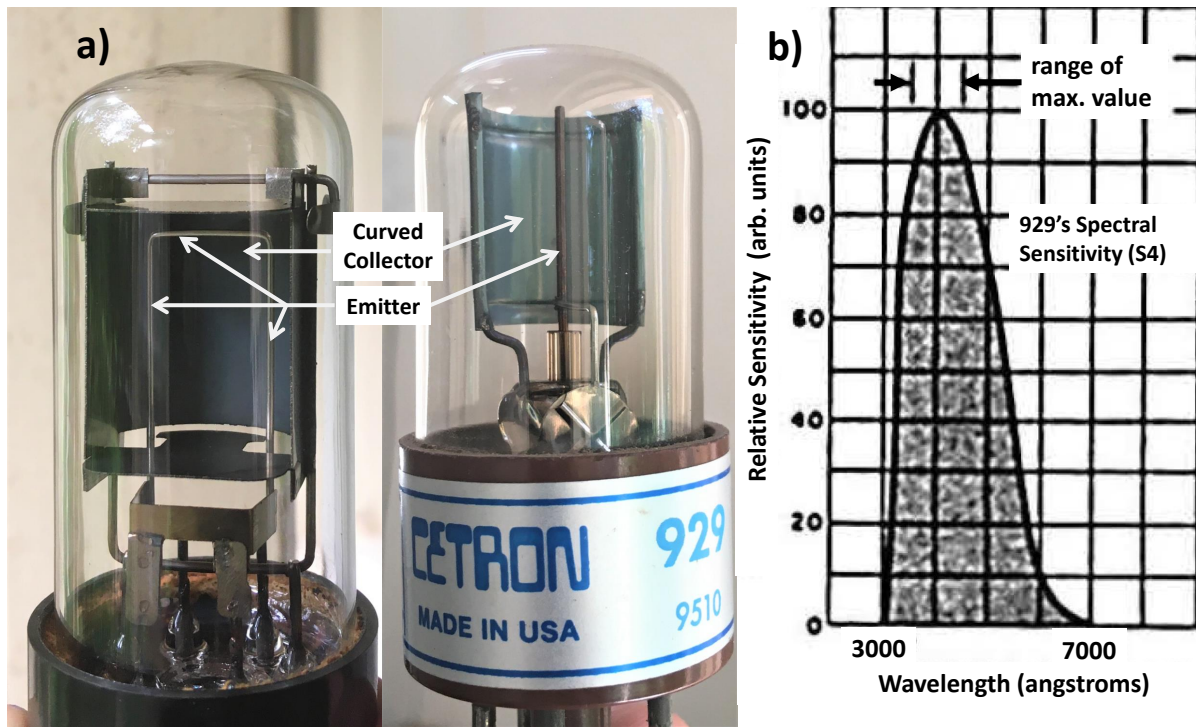 a)
Curved
Collector
Emitter
CETRON
929
MADE IN USA
9510
b)
range of
max. value
929's Spectral
Sensitivity (S4)
Relative Sensitivity (arb. units)
100
80
60
40
20
0
3000
7000
Wavelength (angstroms)